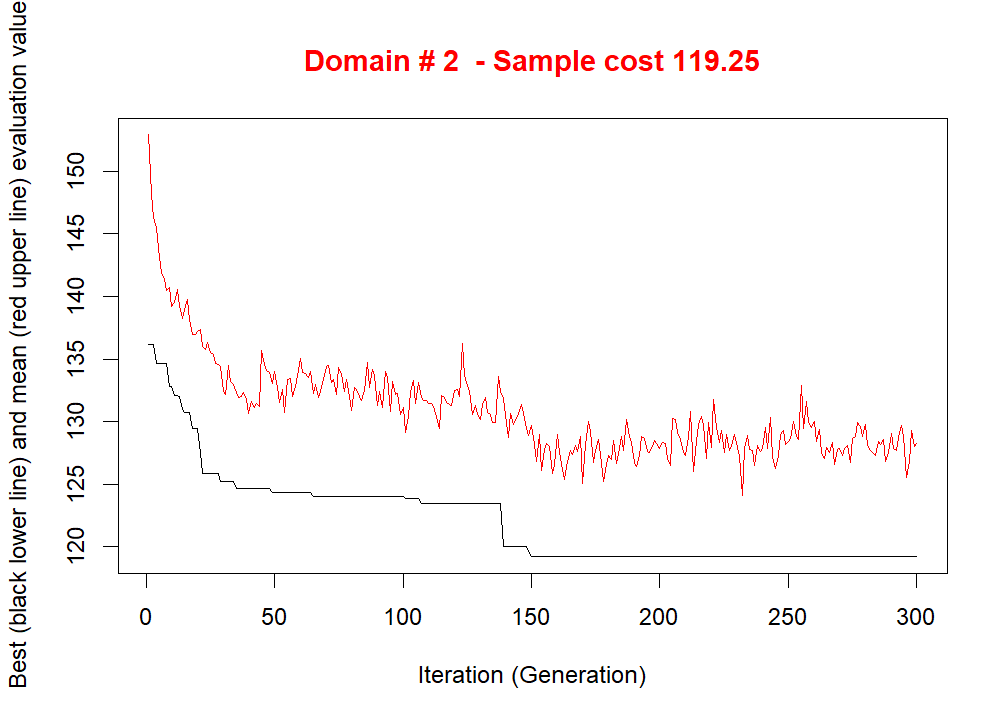 Domain # 2  - Sample cost 119.25
Best (black lower line) and mean (red upper line) evaluation value
150
145
140
135
130
125
120
0 50 100 150 200 250 300
Iteration (Generation)